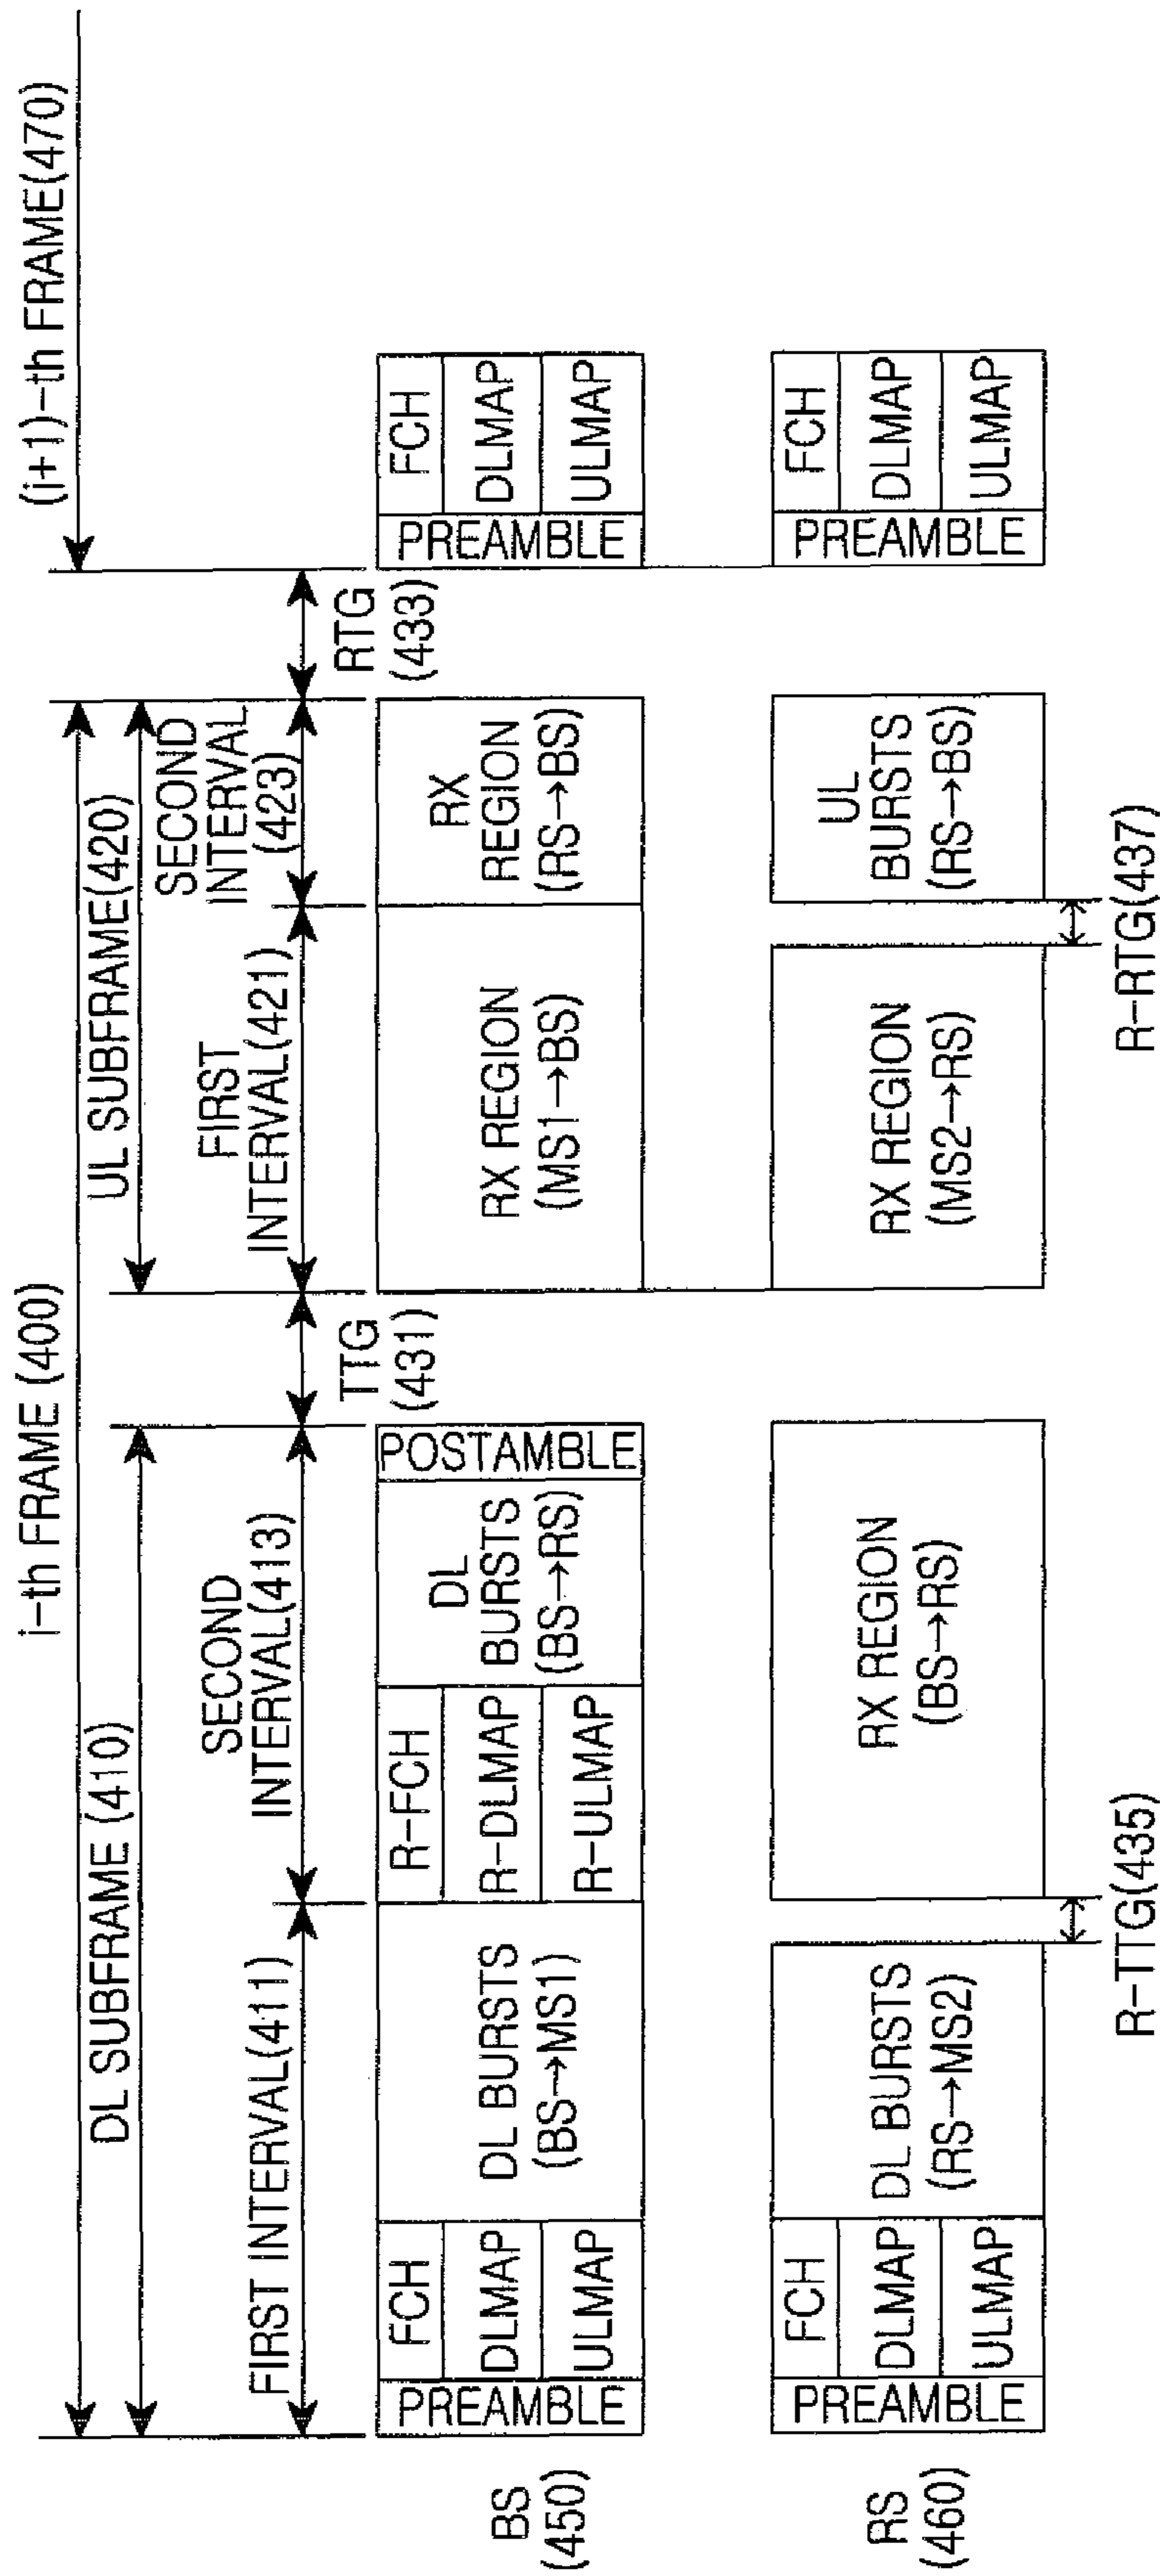 i-th FRAME (400)
(i+1)-th FRAME(470)
DL SUBFRAME (410)
UL SUBFRAME(420)
FIRST INTERVAL(411)
SECOND
INTERVAL(413)
FIRST
INTERVAL(421)
SECOND
INTERVAL
(423)
TTG
(431)
RTG
(433)
BS
(450)
PREAMBLE
FCH
DLMAP
ULMAP
DL BURSTS
(BS→MS1)
R-FCH
R-DLMAP
R-ULMAP
DL
BURSTS
(BS→RS)
POSTAMBLE
RX REGION
(MS1→BS)
RX
REGION
(RS→BS)
PREAMBLE
FCH
DLMAP
ULMAP
RS
(460)
PREAMBLE
FCH
DLMAP
ULMAP
DL BURSTS
(RS→MS2)
RX REGION
(BS→RS)
RX REGION
(MS2→RS)
UL
BURSTS
(RS→BS)
PREAMBLE
FCH
DLMAP
ULMAP
R-TTG(435)
R-RTG(437)